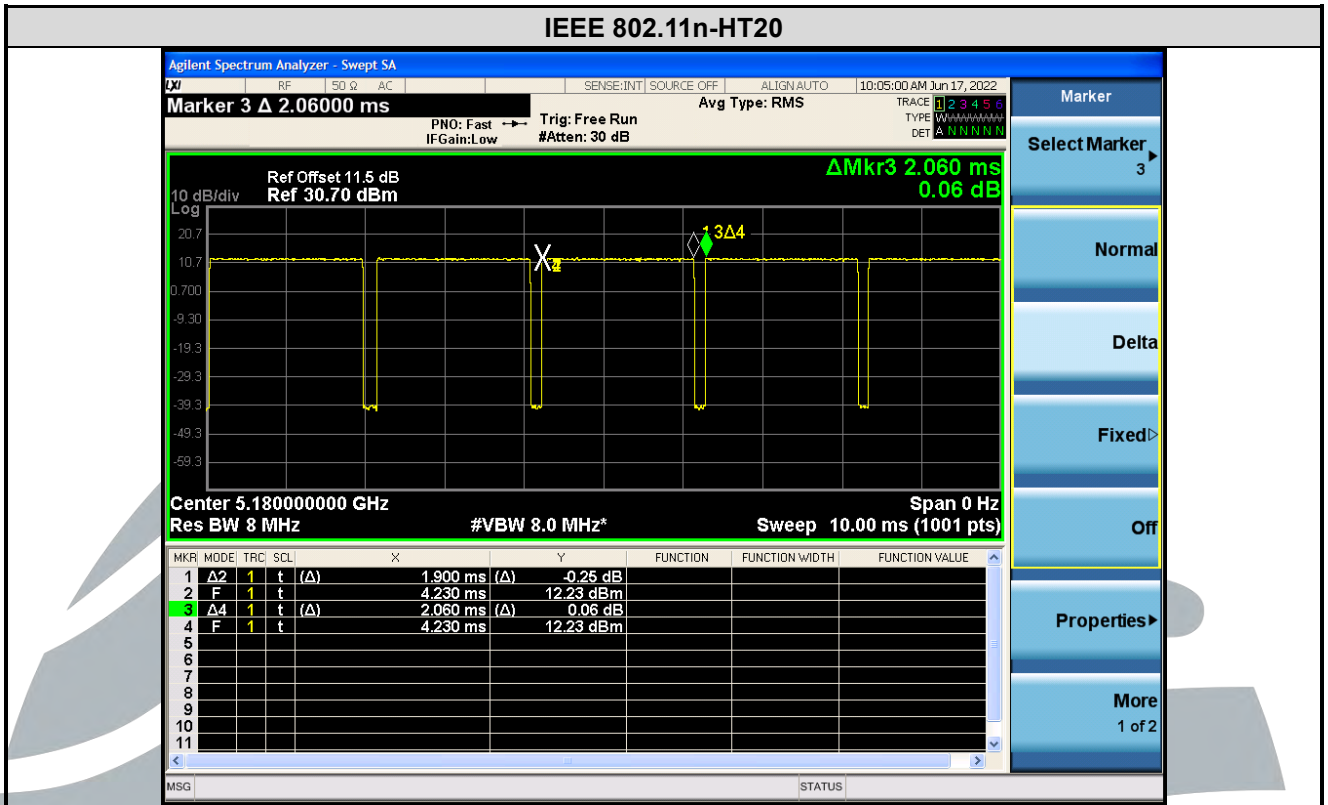 IEEE 802.11n-HT20
Agilent Spectrum Analyzer - Swept SA
LXI RF 50 Ω AC SENSE:INT SOURCE OFF ALIGN AUTO 10:05:00 AM Jun 17, 2022
Marker 3 Δ 2.06000 ms
PNO: Fast
IFGain:Low
Trig: Free Run
#Atten: 30 dB
Avg Type: RMS
TRACE 1 2 3 4 5 6
TYPE
DET A N N N N N
ΔMkr3 2.060 ms
0.06 dB
Ref Offset 11.5 dB
10 dB/div Ref 30.70 dBm
Log
20.7
10.7
0.700
-9.30
-19.3
-29.3
-39.3
-49.3
-59.3
3Δ4
Center 5.180000000 GHz Span 0 Hz
Res BW 8 MHz #VBW 8.0 MHz* Sweep 10.00 ms (1001 pts)
MKR MODE TRC SCL X Y FUNCTION FUNCTION WIDTH FUNCTION VALUE
1 Δ2 1 t (Δ) 1.900 ms (Δ) -0.25 dB
2 F 1 t 4.230 ms 12.23 dBm
3 Δ4 1 t (Δ) 2.060 ms (Δ) 0.06 dB
4 F 1 t 4.230 ms 12.23 dBm
5
6
7
8
9
10
11
MSG STATUS
Marker
Select Marker
3
Normal
Delta
Fixed
Off
Properties
More
1 of 2